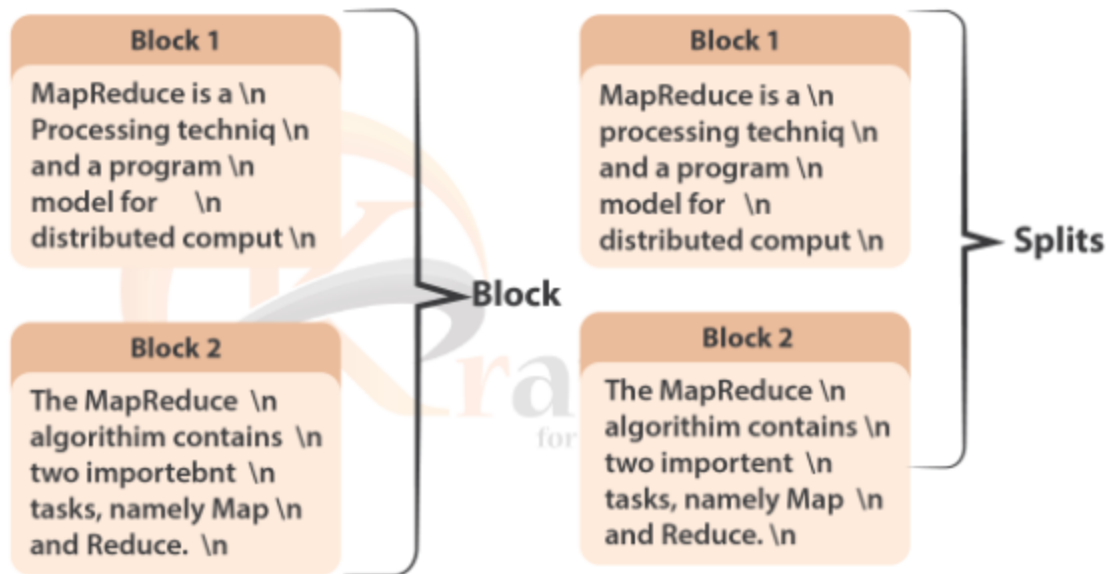 Block 1
MapReduce is a \n
Processing techniq \n
and a program \n
model for \n
distributed comput \n
Block 2
The MapReduce \n
algorithim contains \n
two importebnt \n
tasks, namely Map \n
and Reduce. \n
Block
Block 1
MapReduce is a \n
processing techniq \n
and a program \n
model for \n
distributed comput \n
Block 2
The MapReduce \n
algorithim contains \n
two importent \n
tasks, namely Map \n
and Reduce. \n
Splits
for